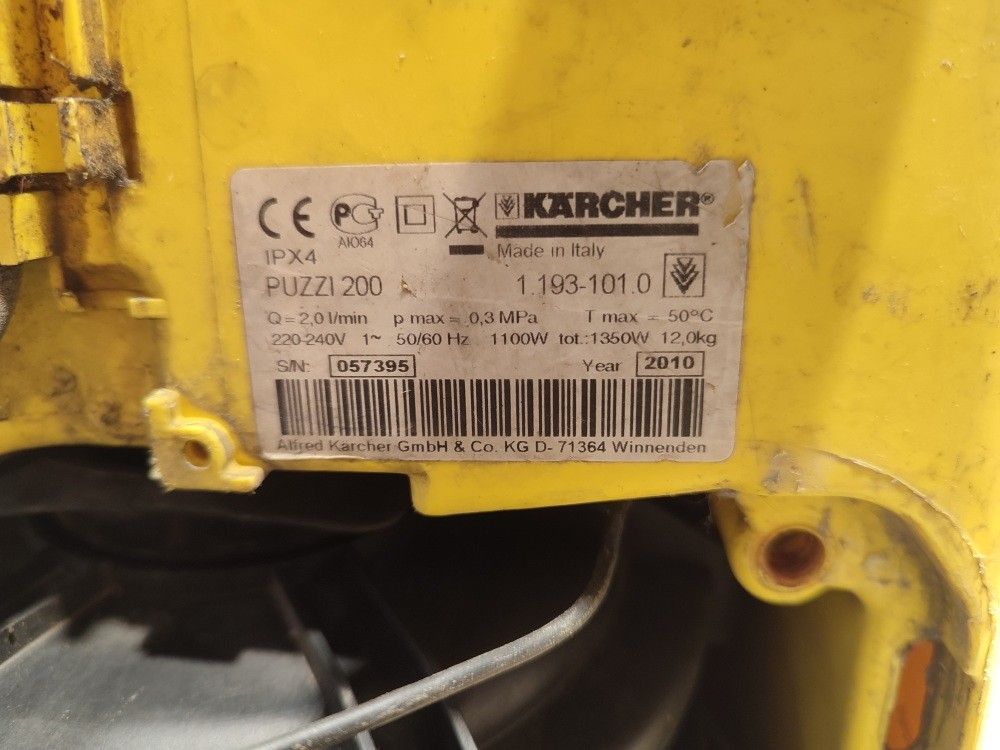 CE PG KÄRCHER®
АЮ64
IPX4 Made in Italy
PUZZI 200 1.193-101.0
Q = 2,0 l/min p max = 0,3 MPa T max = 50°C
220-240V 1~ 50/60 Hz 1100W tot.:1350W 12,0kg
S/N: 057395 Year 2010
Alfred Kärcher GmbH & Co. KG D- 71364 Winnenden